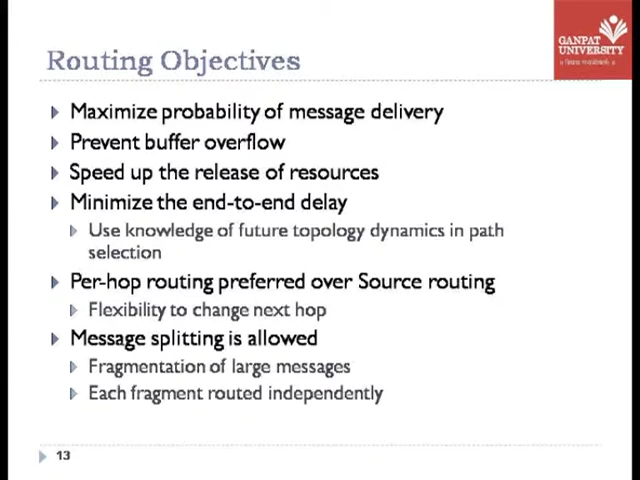 GANPAT
UNIVERSITY
Routing Objectives
Maximize probability of message delivery
Prevent buffer overflow
Speed up the release of resources
Minimize the end-to-end delay
Use knowledge of future topology dynamics in path
selection
Per-hop routing preferred over Source routing
Flexibility to change next hop
Message splitting is allowed
Fragmentation of large messages
Each fragment routed independently
13